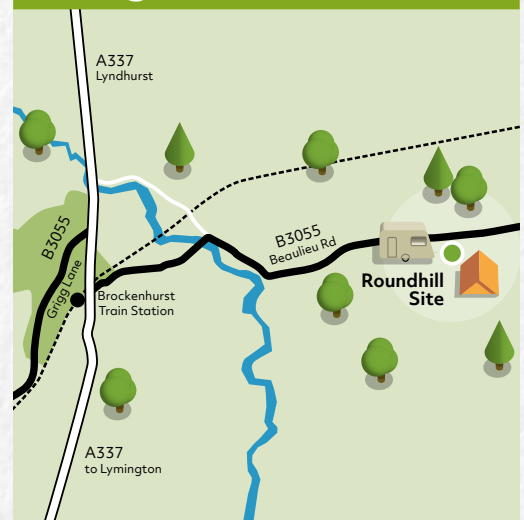 A337
Lyndhurst
B3055
Grigg Lane
B3055
Beaulieu Rd
Roundhill
Site
Brockenhurst
Train Station
A337
to Lymington